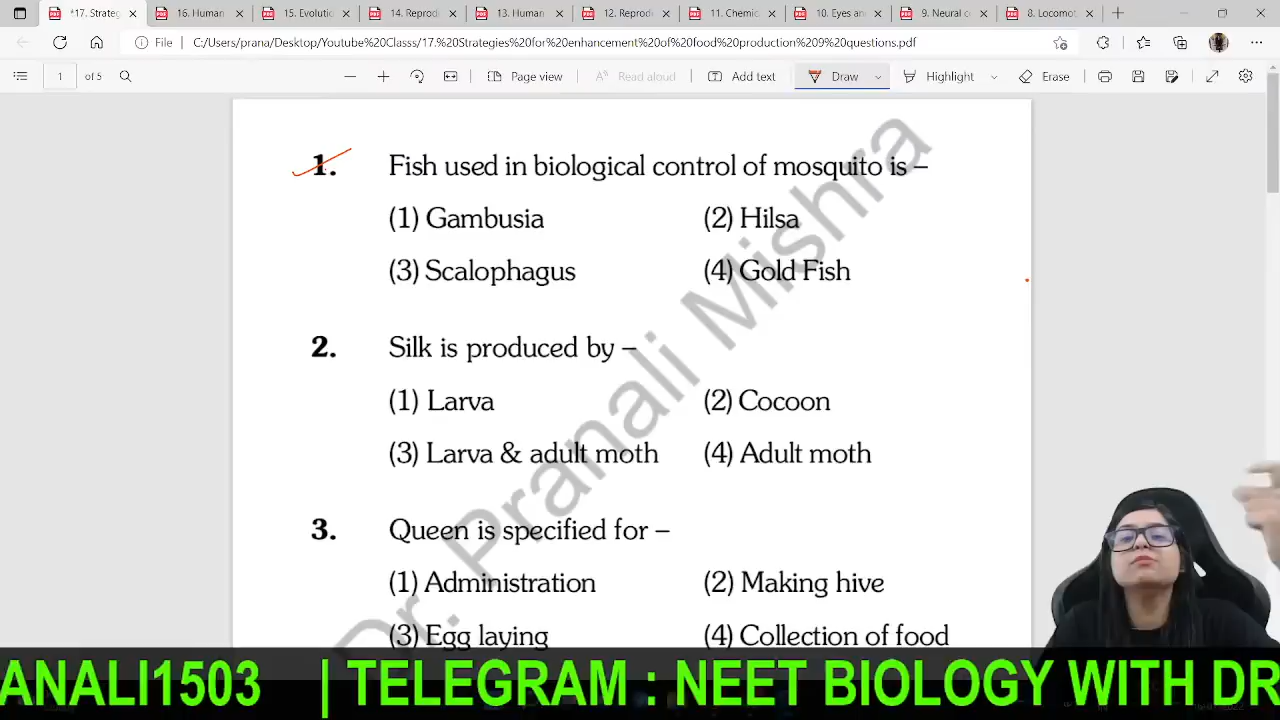 *17. Strateg
16. Human
15. Evolutio
14. Reprod
13. Human
12. Reprod
11. Chemic
10. Eyes an
9. Neural c
8. Locomot
File C:/Users/prana/Desktop/Youtube%20Classs/17.%20Strategies%20for%20enhancement%20of%20food%20production%209%20questions.pdf
1 of 5 Page view Read aloud Add text Draw Highlight Erase
1. Fish used in biological control of mosquito is –
(1) Gambusia (2) Hilsa
(3) Scalophagus (4) Gold Fish
2. Silk is produced by –
(1) Larva (2) Cocoon
(3) Larva & adult moth (4) Adult moth
3. Queen is specified for –
(1) Administration (2) Making hive
(3) Egg laying (4) Collection of food
Dr. Pranali Mishra
ANALI1503 | TELEGRAM : NEET BIOLOGY WITH DR